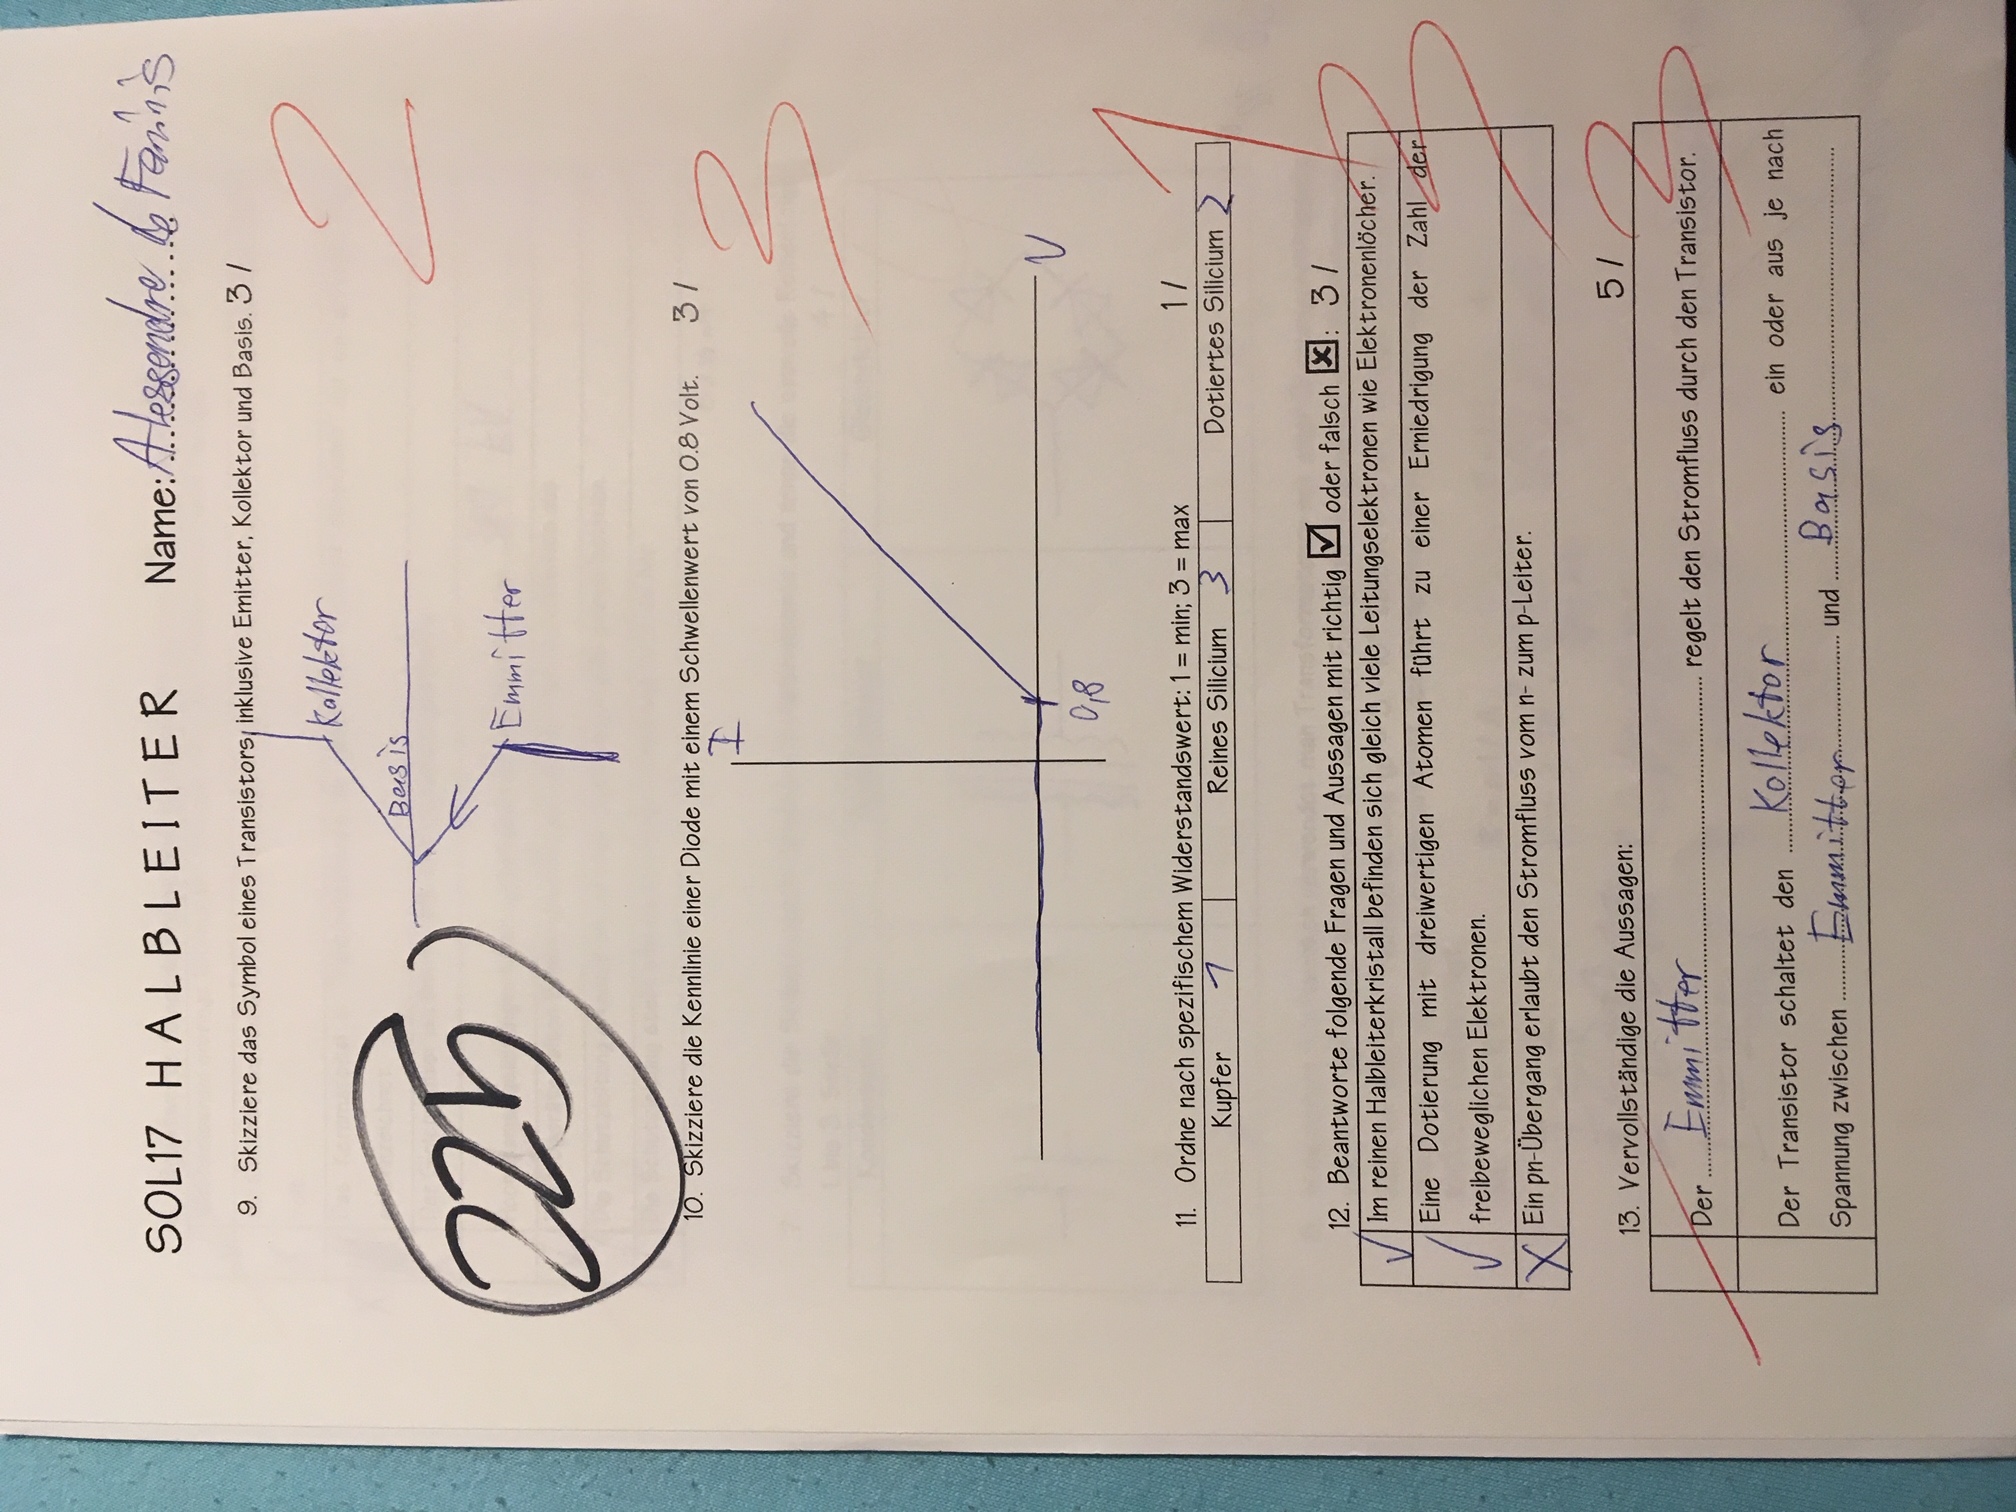 SOL17 HALBLEITER Name: Alessandro de
9. Skizziere das Symbol eines Transistors, inklusive Emitter, Kollektor und Basis. 3 /
2
Kollektor
Basis
225
Emmitter
10. Skizziere die Kennlinie einer Diode mit einem Schwellenwert von 0.8 Volt. 3 /
3
I
V
0,8
11. Ordne nach spezifischem Widerstandswert: 1 = min; 3 = max 1 /
1
Kupfer 1 Reines Silicium 3 Dotiertes Silicium 2
12. Beantworte folgende Fragen und Aussagen mit richtig ☑ oder falsch ☒: 3 /
3
✓ Im reinen Halbleiterkristall befinden sich gleich viele Leitungselektronen wie Elektronenlöcher.
✓ Eine Dotierung mit dreiwertigen Atomen führt zu einer Erniedrigung der Zahl der
freibeweglichen Elektronen.
X Ein pn-Übergang erlaubt den Stromfluss vom n- zum p-Leiter.
13. Vervollständige die Aussagen: 5 /
3
Der Emmitter regelt den Stromfluss durch den Transistor.
Der Transistor schaltet den Kollektor ein oder aus je nach
Spannung zwischen Emmitter und Basis